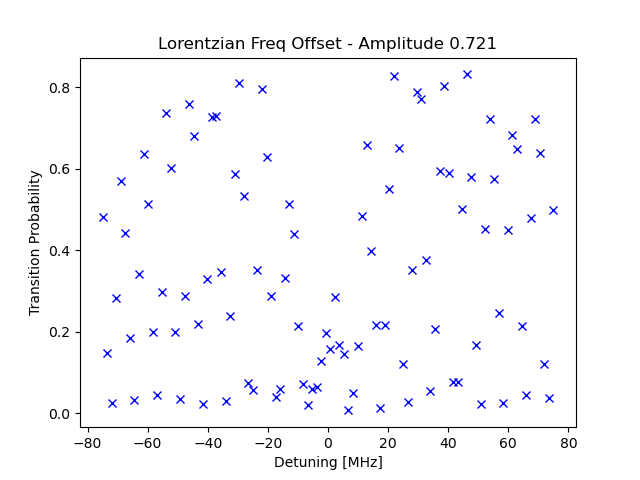 Lorentzian Freq Offset - Amplitude 0.721
0.8
0.6
0.4
0.2
0.0
Transition Probability
−80 −60 −40 −20 0 20 40 60 80
Detuning [MHz]